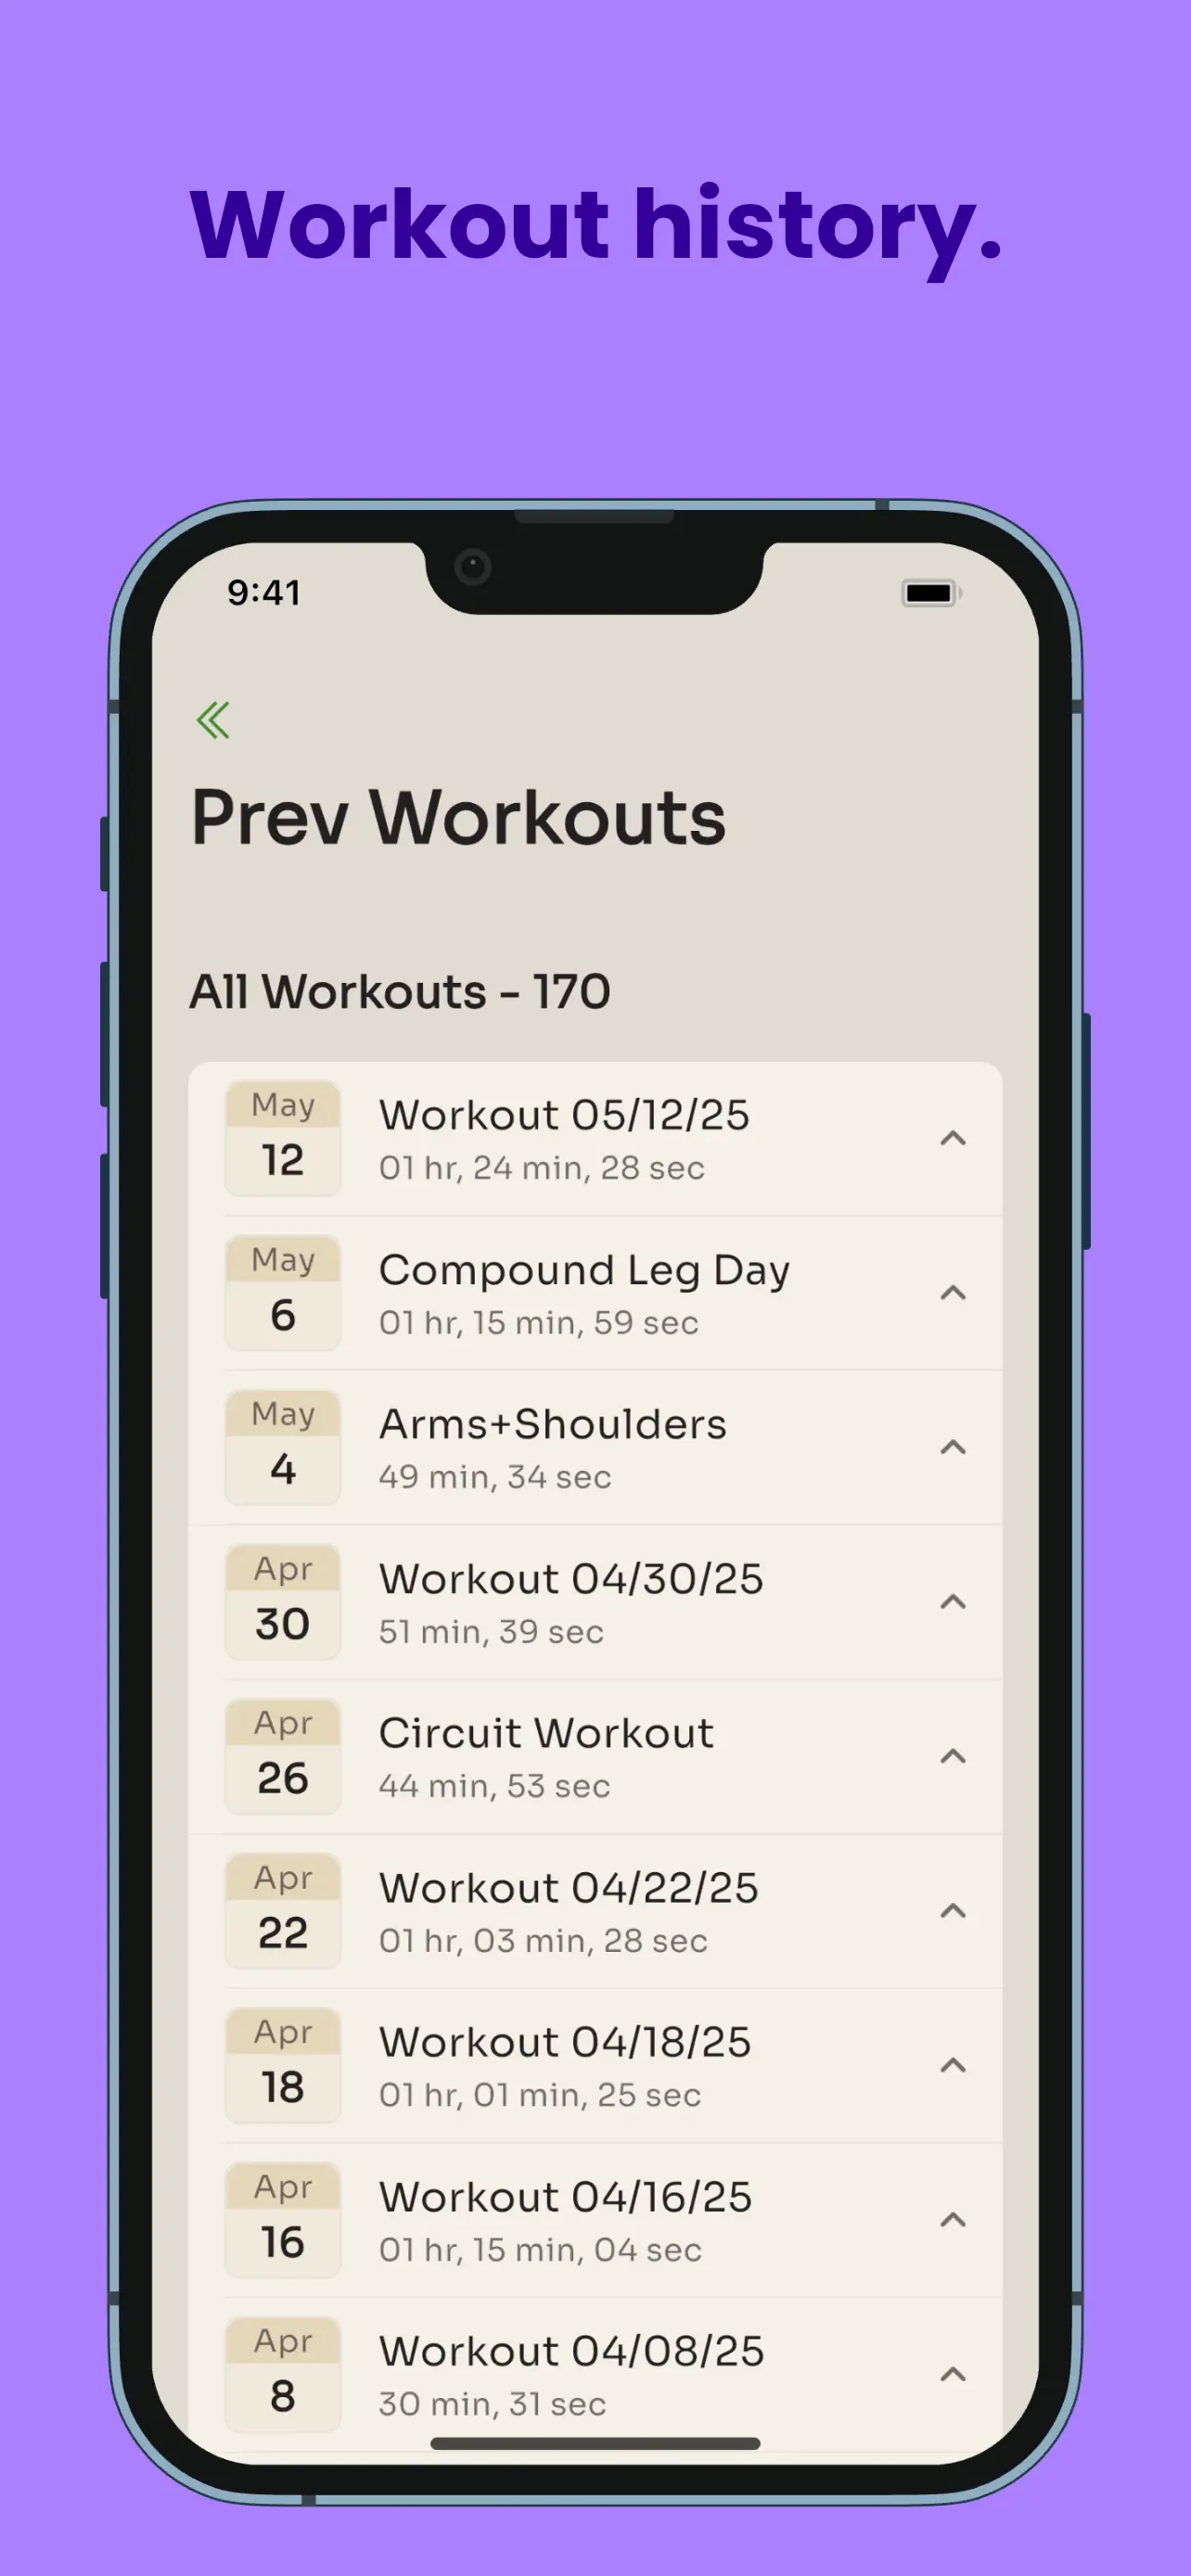 Workout history.
9:41
Prev Workouts
All Workouts - 170
May
12
Workout 05/12/25
01 hr, 24 min, 28 sec
May
6
Compound Leg Day
01 hr, 15 min, 59 sec
May
4
Arms+Shoulders
49 min, 34 sec
Apr
30
Workout 04/30/25
51 min, 39 sec
Apr
26
Circuit Workout
44 min, 53 sec
Apr
22
Workout 04/22/25
01 hr, 03 min, 28 sec
Apr
18
Workout 04/18/25
01 hr, 01 min, 25 sec
Apr
16
Workout 04/16/25
01 hr, 15 min, 04 sec
Apr
8
Workout 04/08/25
30 min, 31 sec